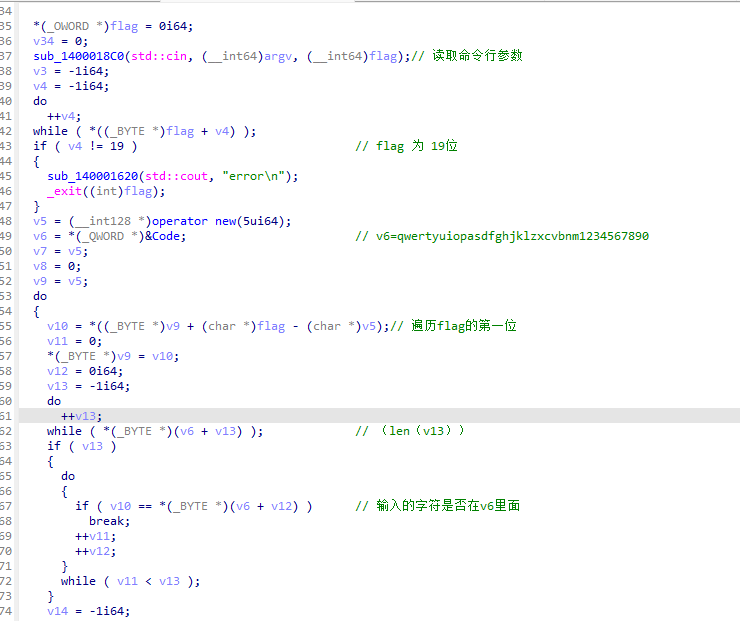 34
35 *(_OWORD *)flag = 0i64;
36 v34 = 0;
37 sub_1400018C0(std::cin, (__int64)argv, (__int64)flag);// 读取命令行参数
38 v3 = -1i64;
39 v4 = -1i64;
40 do
41 ++v4;
42 while ( *((_BYTE *)flag + v4) );
43 if ( v4 != 19 ) // flag 为 19位
44 {
45 sub_140001620(std::cout, "error\n");
46 _exit((int)flag);
47 }
48 v5 = (__int128 *)operator new(5ui64);
49 v6 = *(_QWORD *)&Code; // v6=qwertyuiopasdfghjklzxcvbnm1234567890
50 v7 = v5;
51 v8 = 0;
52 v9 = v5;
53 do
54 {
55 v10 = *((_BYTE *)v9 + (char *)flag - (char *)v5);// 遍历flag的第一位
56 v11 = 0;
57 *(_BYTE *)v9 = v10;
58 v12 = 0i64;
59 v13 = -1i64;
60 do
61 ++v13;
62 while ( *(_BYTE *)(v6 + v13) ); // （len（v13））
63 if ( v13 )
64 {
65 do
66 {
67 if ( v10 == *(_BYTE *)(v6 + v12) ) // 输入的字符是否在v6里面
68 break;
69 ++v11;
70 ++v12;
71 }
72 while ( v11 < v13 );
73 }
74 v14 = -1i64;